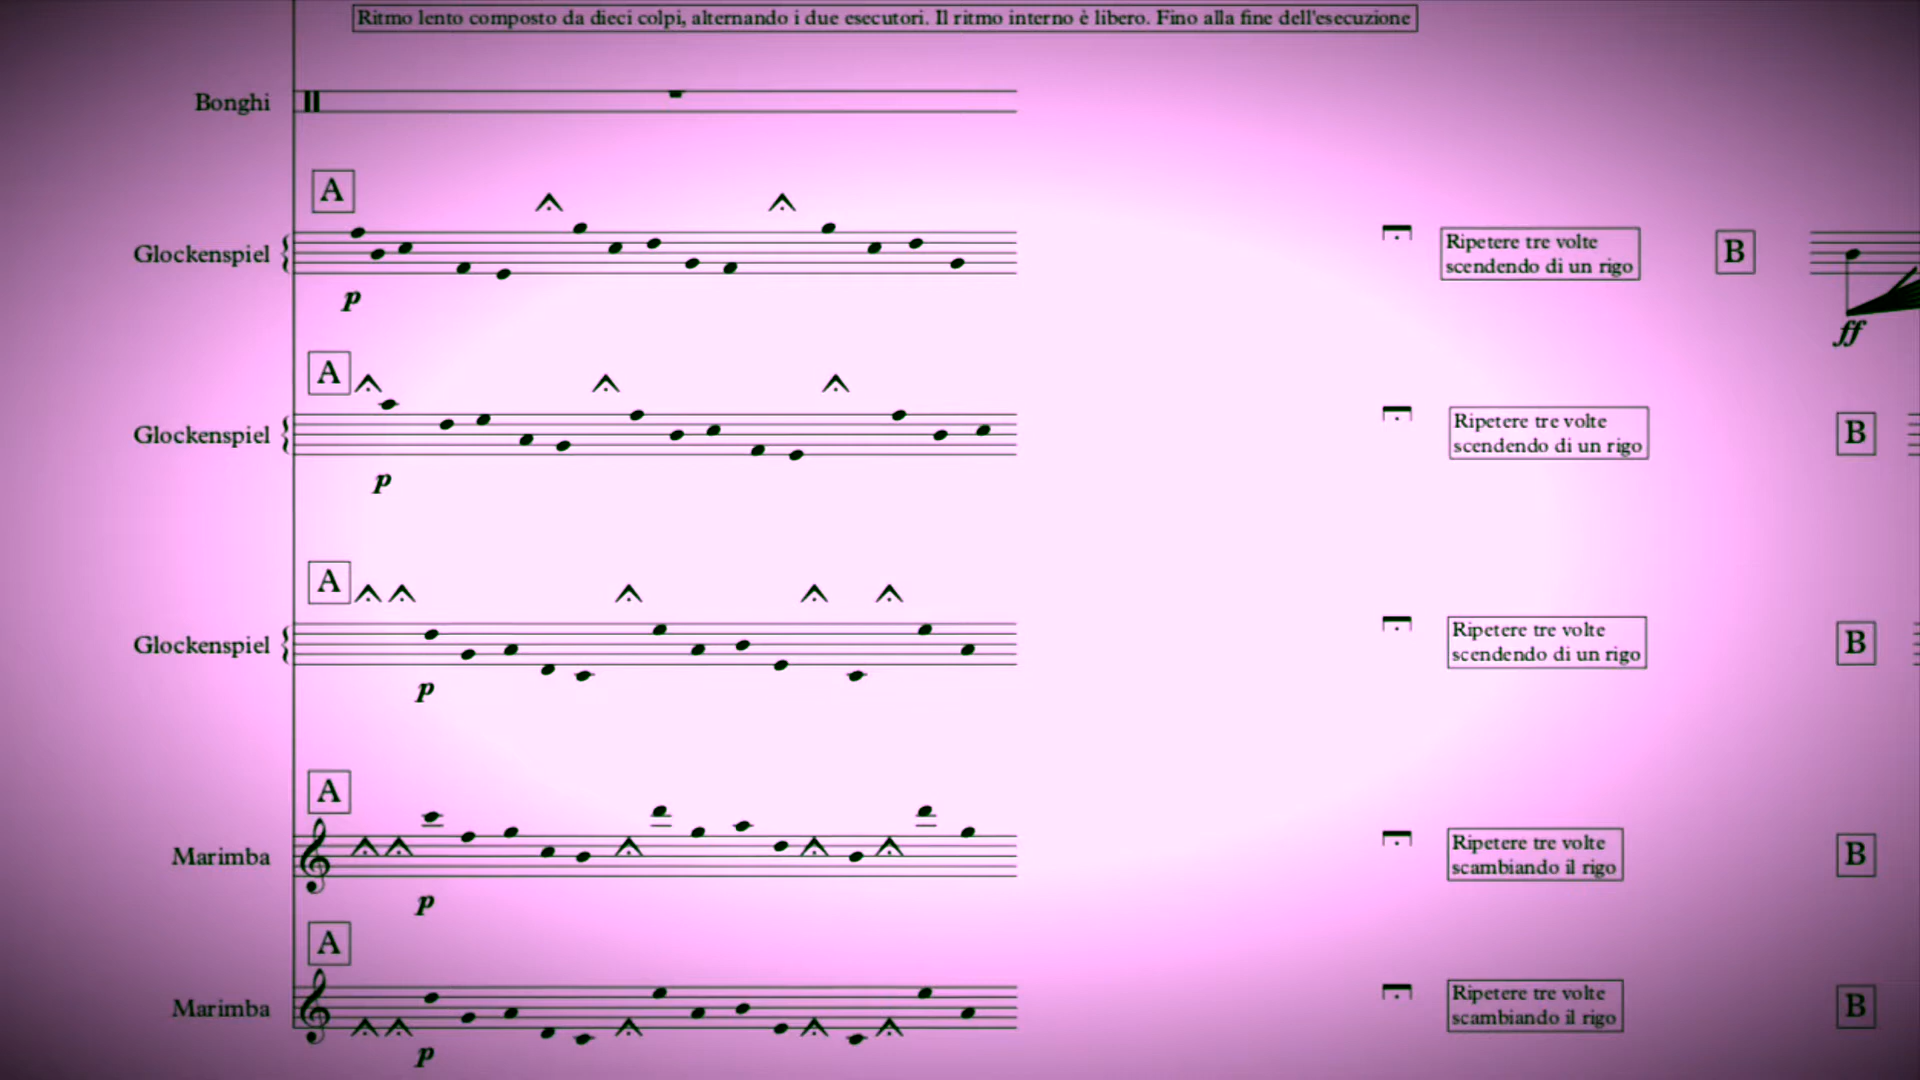 Ritmo lento composto da dieci colpi, alternando i due esecutori. Il ritmo interno è libero. Fino alla fine dell'esecuzione
Bonghi
A
Glockenspiel
p
Ripetere tre volte
scendendo di un rigo
B
ff
A
Glockenspiel
p
Ripetere tre volte
scendendo di un rigo
B
A
Glockenspiel
p
Ripetere tre volte
scendendo di un rigo
B
A
Marimba
p
Ripetere tre volte
scambiando il rigo
B
A
Marimba
p
Ripetere tre volte
scambiando il rigo
B